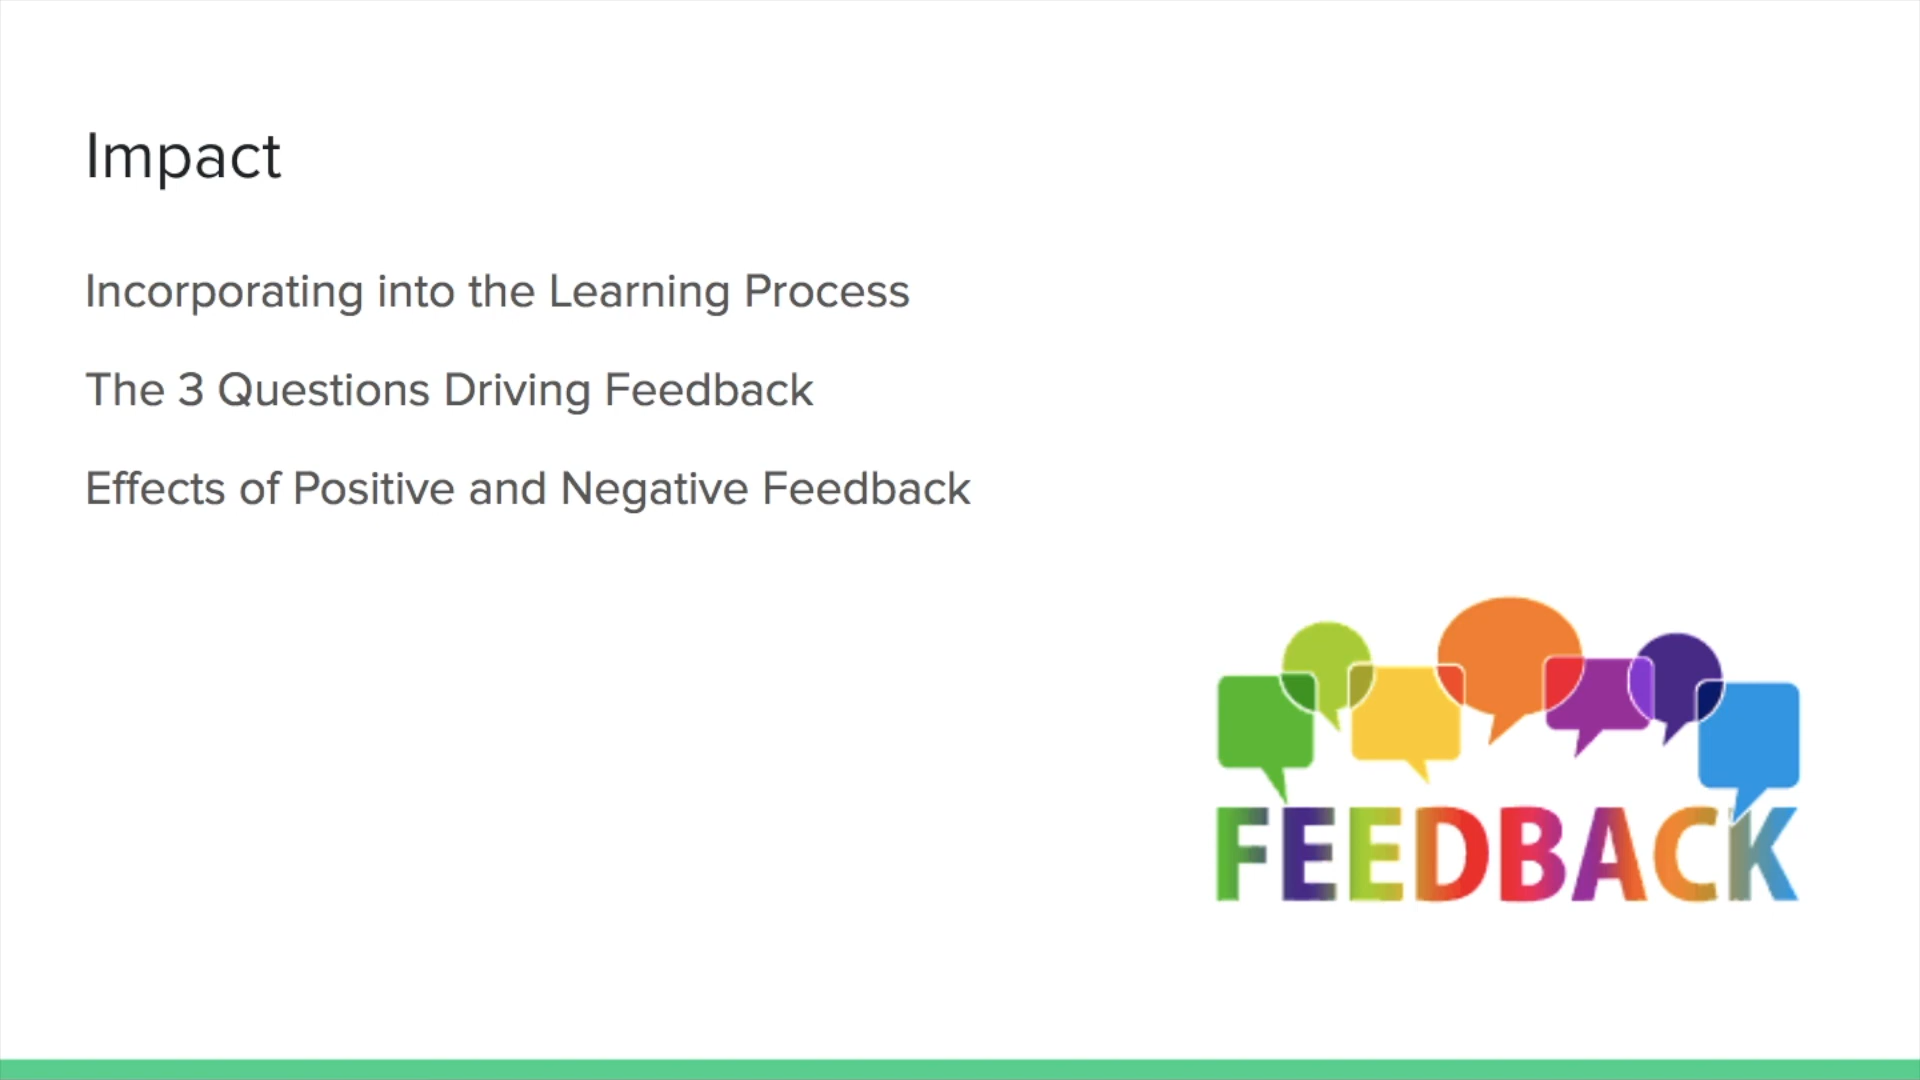 Impact
Incorporating into the Learning Process
The 3 Questions Driving Feedback
Effects of Positive and Negative Feedback
FEEDBACK